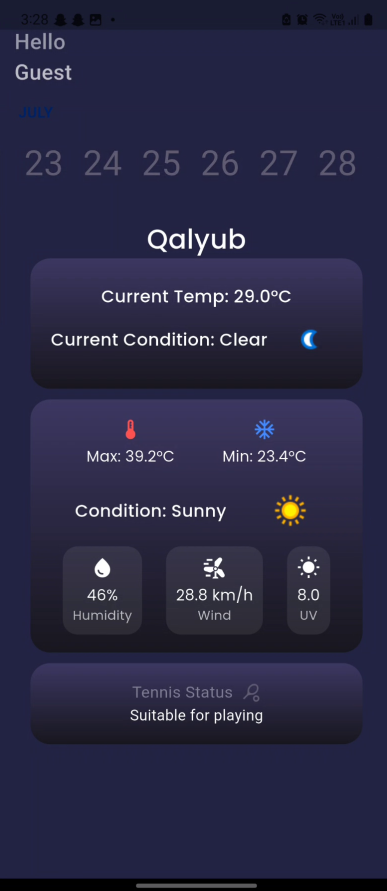 3:28
Hello
Guest
JULY
23 24 25 26 27 28
Qalyub
Current Temp: 29.0°C
Current Condition: Clear
Max: 39.2°C Min: 23.4°C
Condition: Sunny
46% 28.8 km/h 8.0
Humidity Wind UV
Tennis Status
Suitable for playing